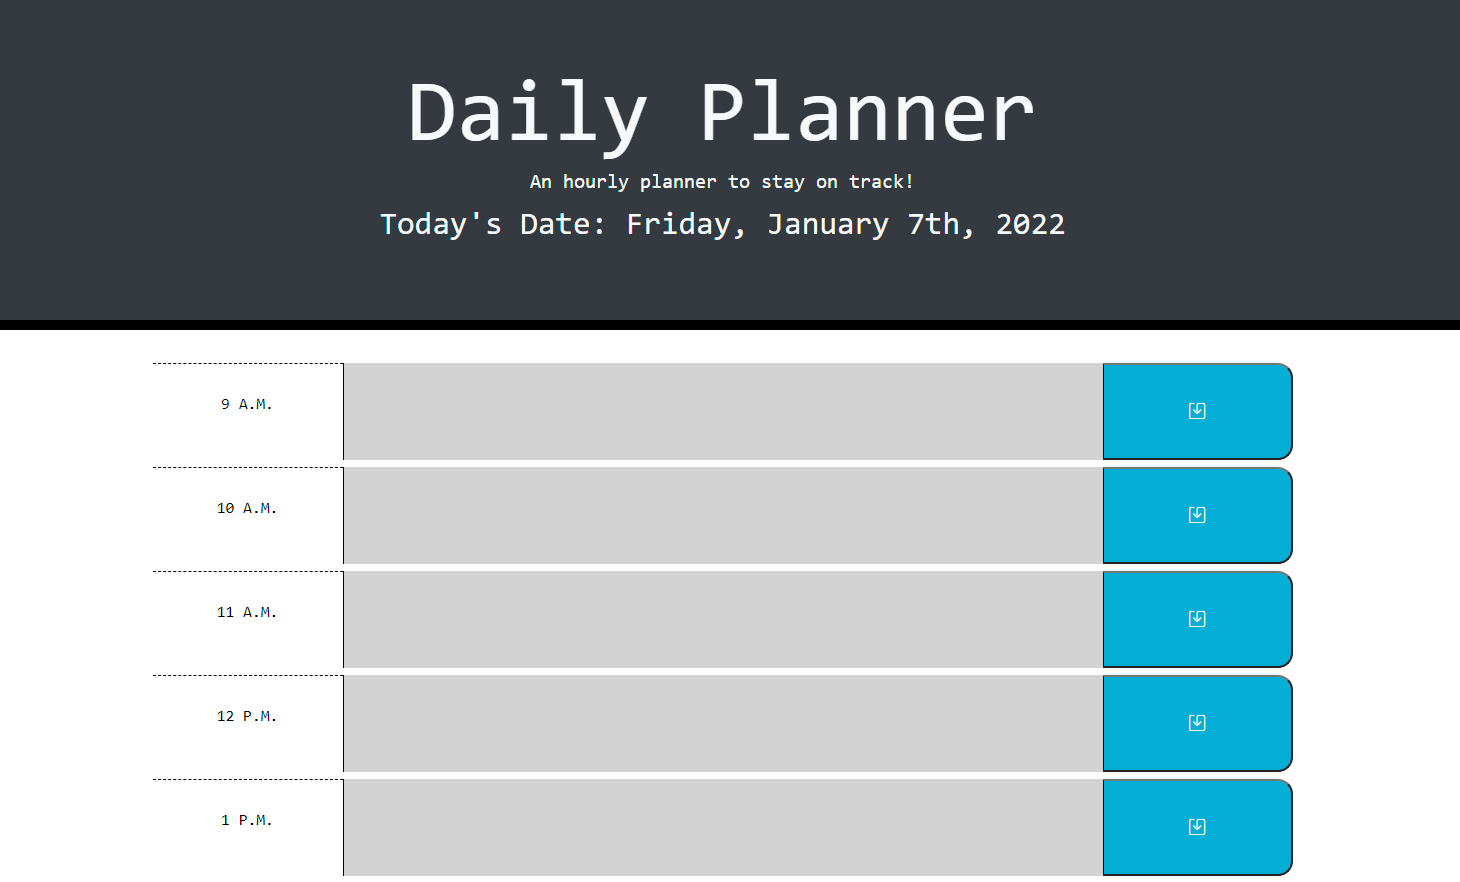 Daily Planner
An hourly planner to stay on track!
Today's Date: Friday, January 7th, 2022
9 A.M.
10 A.M.
11 A.M.
12 P.M.
1 P.M.